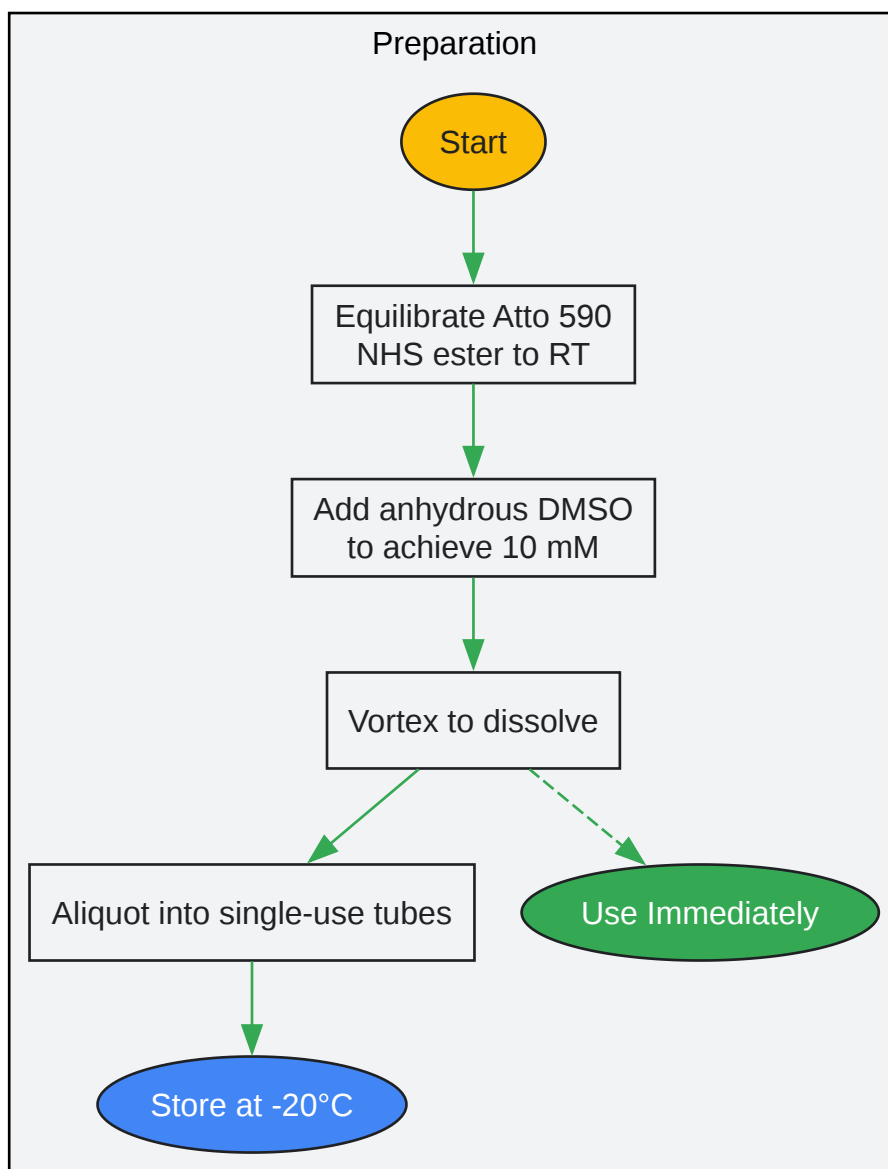 Preparation
Start
Equilibrate Atto 590
NHS ester to RT
Add anhydrous DMSO
to achieve 10 mM
Vortex to dissolve
Aliquot into single-use tubes
Use Immediately
Store at -20°C